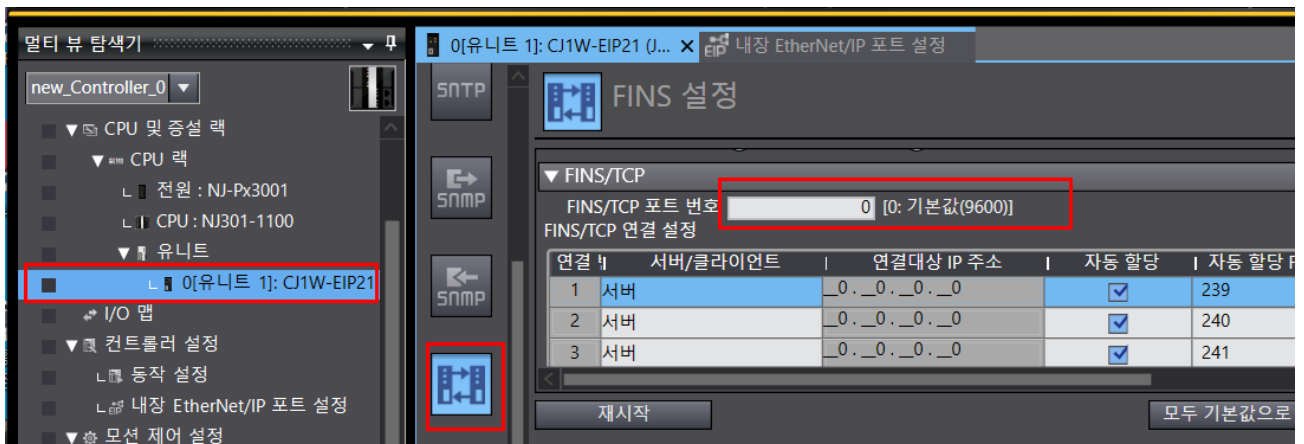 멀티 뷰 탐색기
new_Controller_0
CPU 및 증설 랙
CPU 랙
전원 : NJ-Px3001
CPU : NJ301-1100
유니트
0[유니트 1]: CJ1W-EIP21
I/O 맵
컨트롤러 설정
동작 설정
내장 EtherNet/IP 포트 설정
모션 제어 설정
0[유니트 1]: CJ1W-EIP21 (J... 
EIP 내장 EtherNet/IP 포트 설정
SNTP
SNMP
SNMP
FINS 설정
FINS/TCP
FINS/TCP 포트 번호 0 [0: 기본값(9600)]
FINS/TCP 연결 설정
연결 서버/클라이언트 연결대상 IP 주소 자동 할당 자동 할당 F
1 서버 _0 . _0 . _0 . _0 239
2 서버 _0 . _0 . _0 . _0 240
3 서버 _0 . _0 . _0 . _0 241
재시작 모두 기본값으로